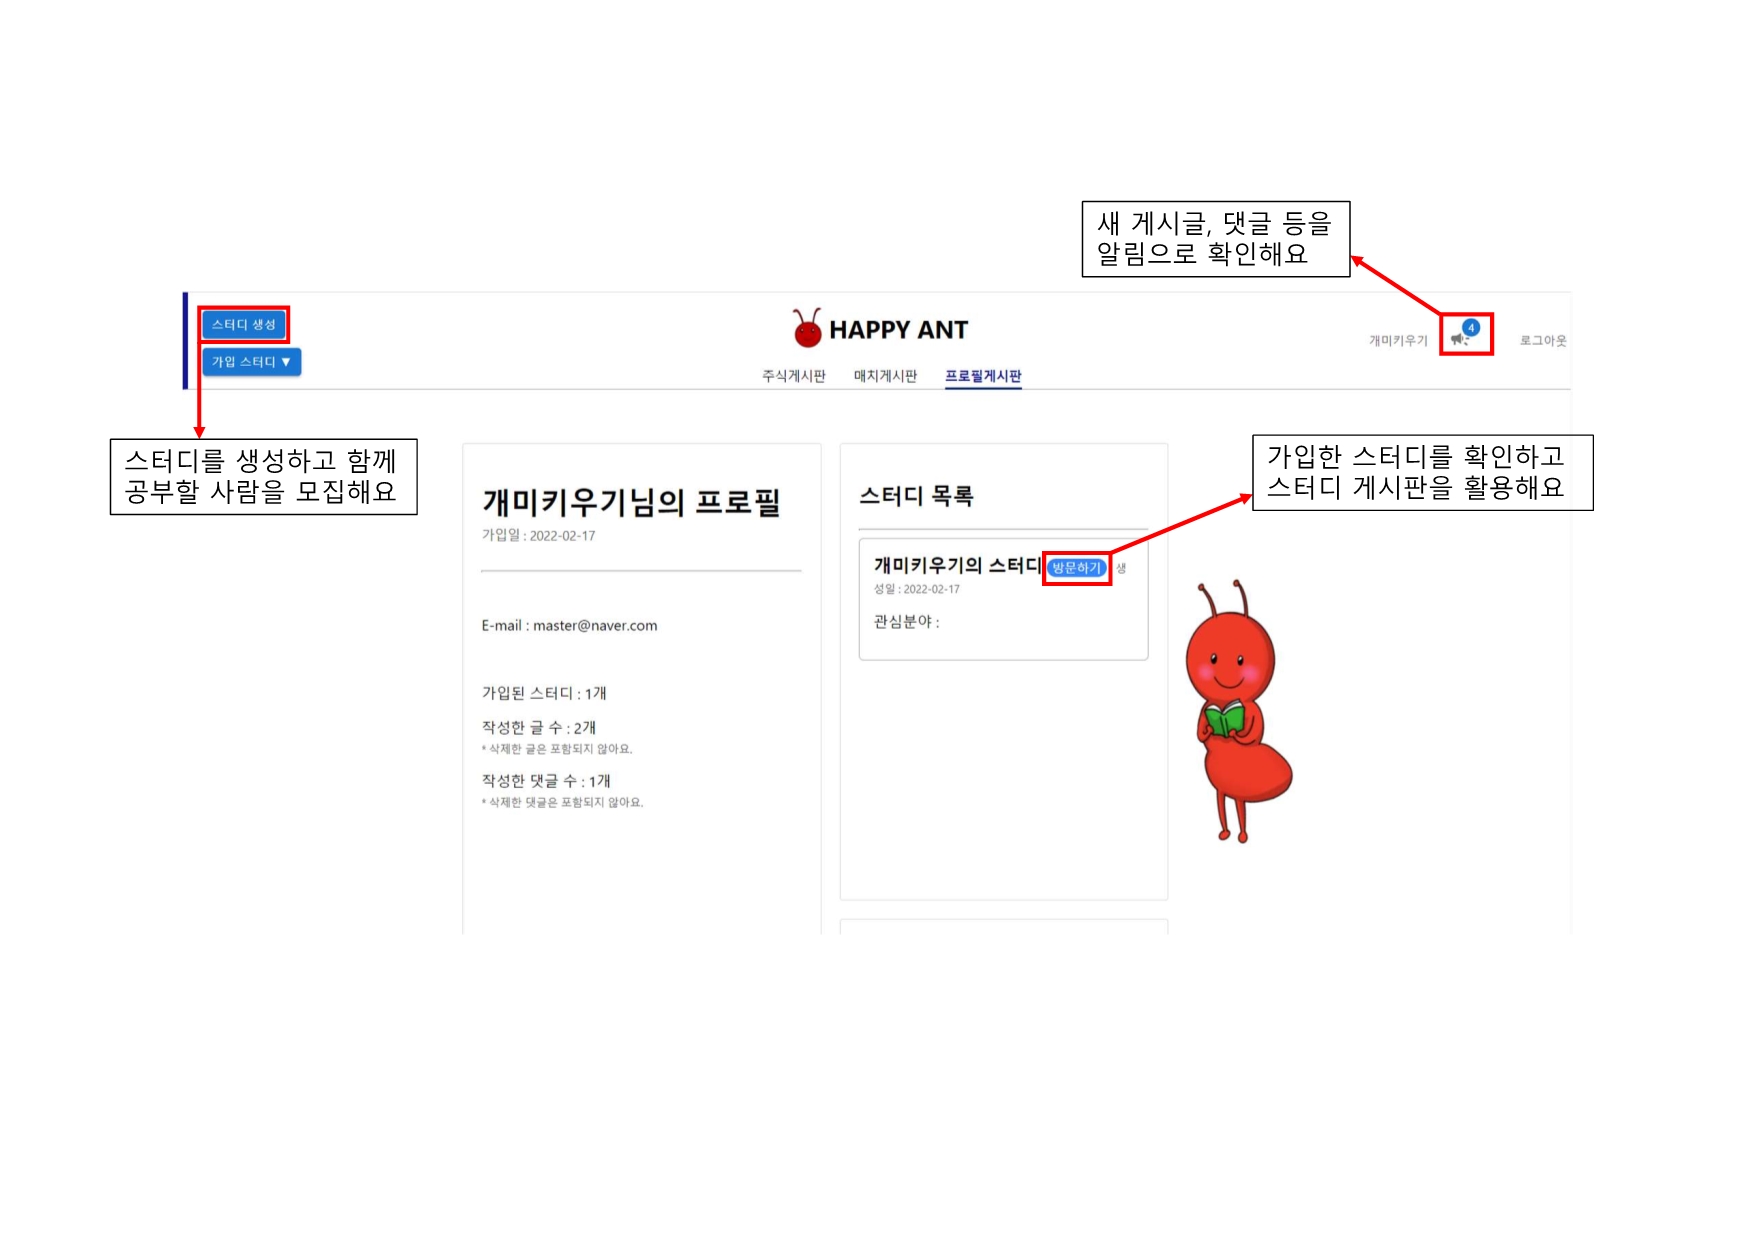 새 게시글, 댓글 등을
알림으로 확인해요
스터디 생성
HAPPY ANT
개미키우기
4
로그아웃
가입 스터디 ▼
주식게시판
매치게시판
프로필게시판
스터디를 생성하고 함께
공부할 사람을 모집해요
가입한 스터디를 확인하고
스터디 게시판을 활용해요
개미키우기님의 프로필
가입일 : 2022-02-17
E-mail : master@naver.com
가입된 스터디 : 1개
작성한 글 수 : 2개
* 삭제한 글은 포함되지 않아요.
작성한 댓글 수 : 1개
* 삭제한 댓글은 포함되지 않아요.
스터디 목록
개미키우기의 스터디 방문하기 생
성일 : 2022-02-17
관심분야 :